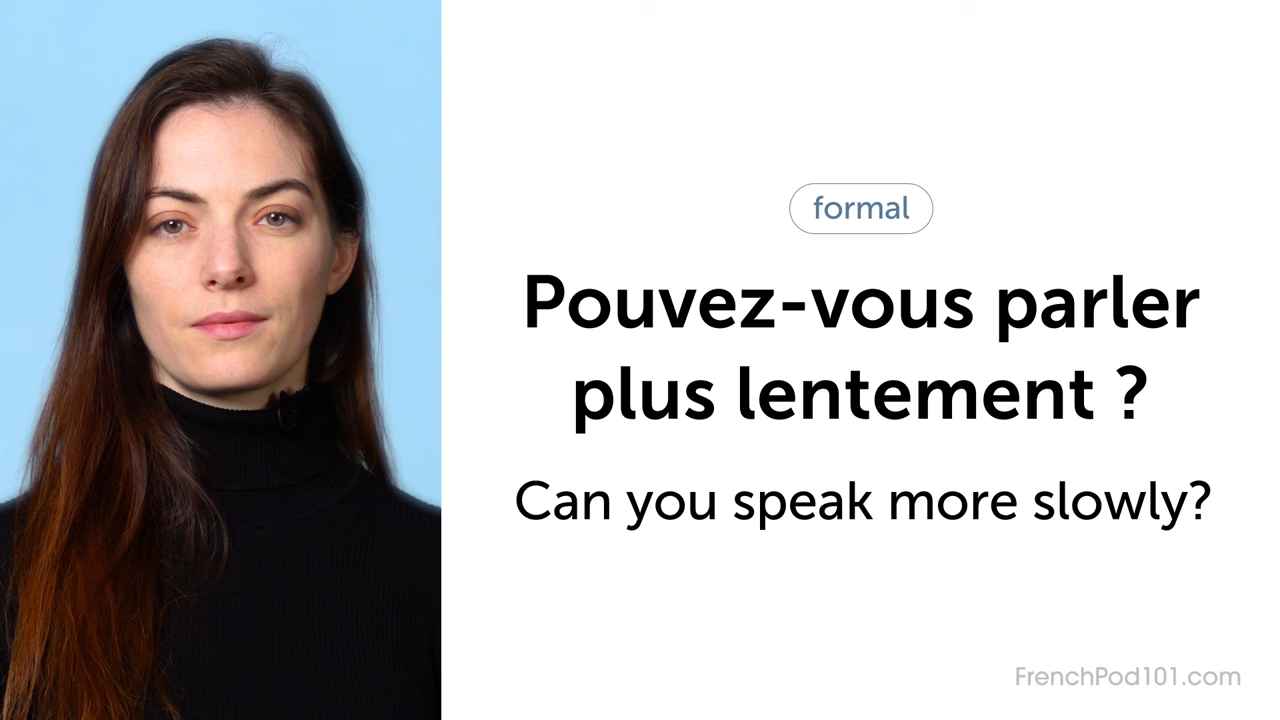 formal
Pouvez-vous parler
plus lentement ?
Can you speak more slowly?
FrenchPod101.com